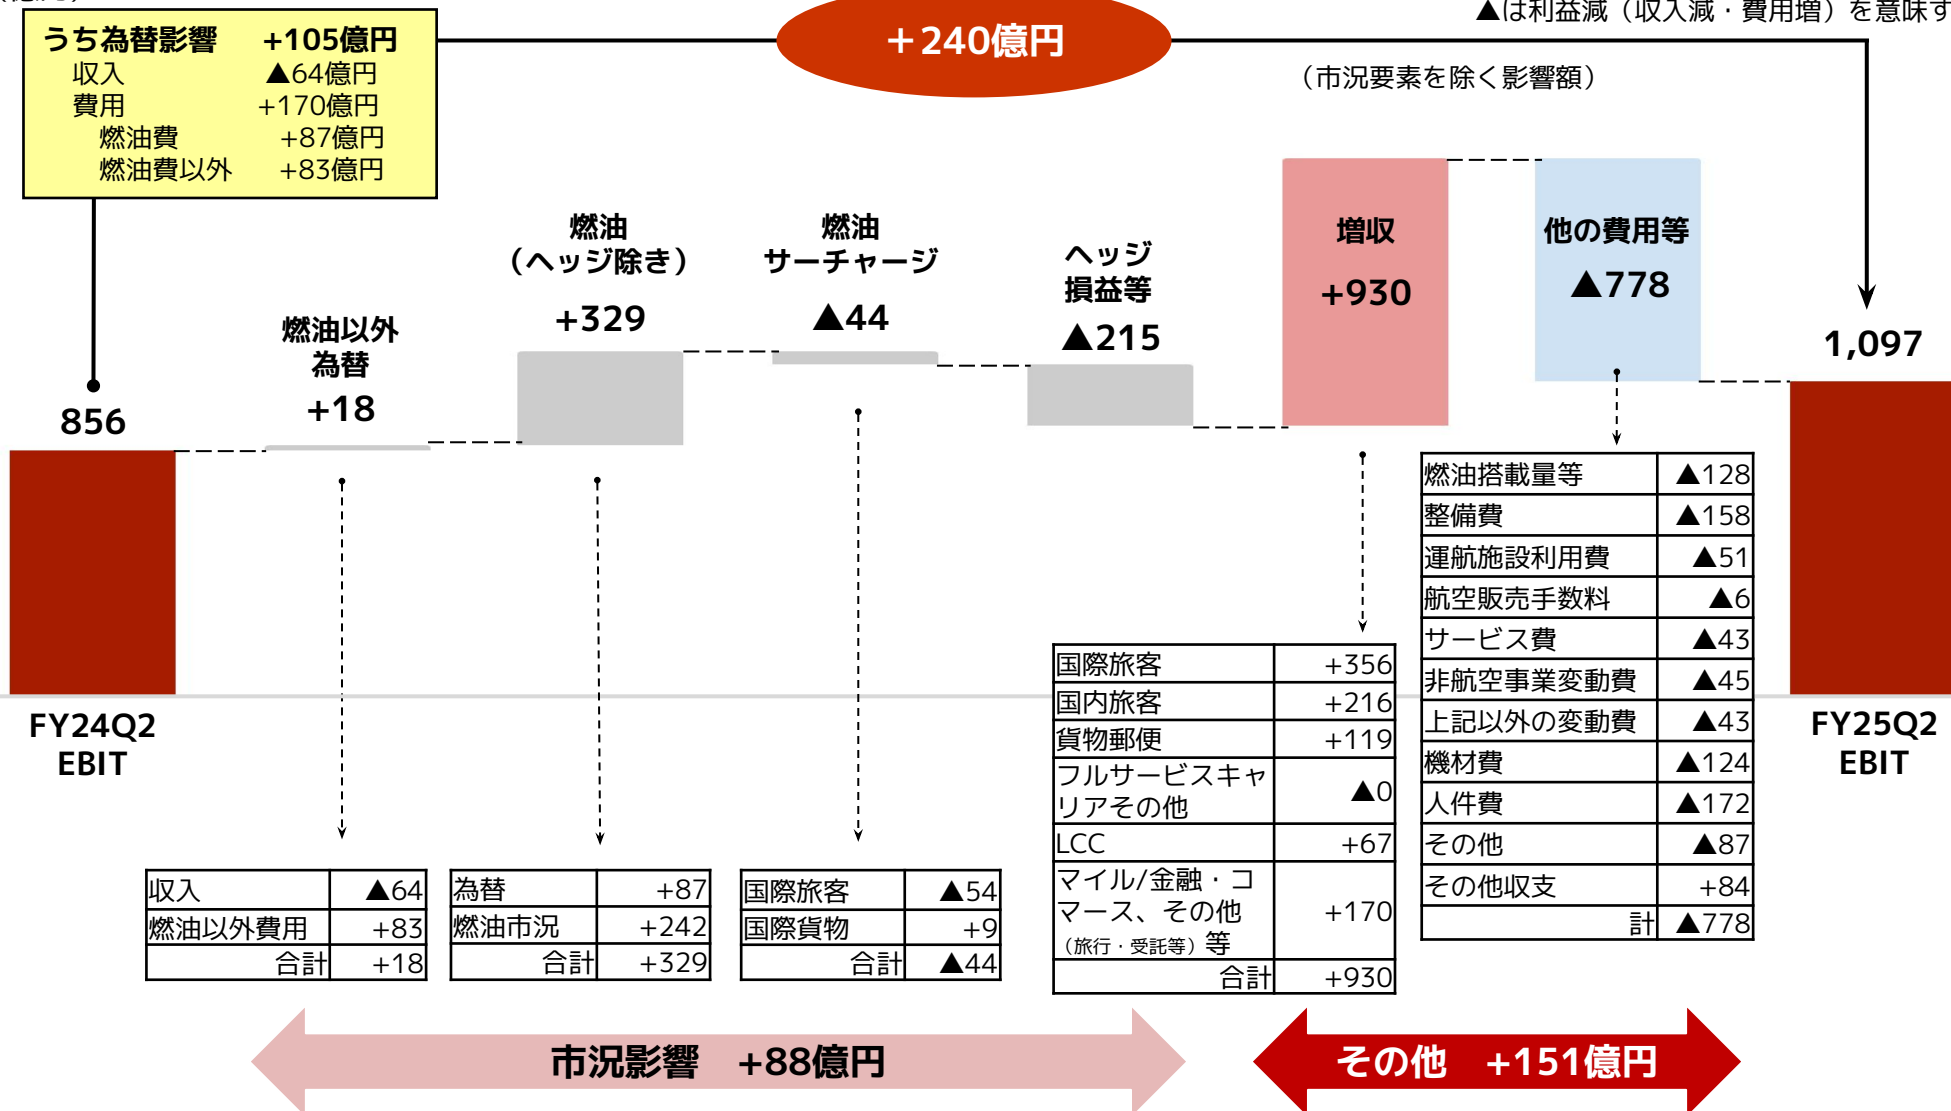 うち為替影響 +105億円
収入 ▲64億円
費用 +170億円
燃油費 +87億円
燃油費以外 +83億円
+240億円
▲は利益減（収入減・費用増）を意味す
（市況要素を除く影響額）
856
燃油以外
為替
+18
燃油
（ヘッジ除き）
+329
燃油
サーチャージ
▲44
ヘッジ
損益等
▲215
増収
+930
他の費用等
▲778
1,097
FY24Q2
EBIT
FY25Q2
EBIT
収入 ▲64
燃油以外費用 +83
合計 +18
為替 +87
燃油市況 +242
合計 +329
国際旅客 ▲54
国際貨物 +9
合計 ▲44
国際旅客 +356
国内旅客 +216
貨物郵便 +119
フルサービスキャ
リアその他 ▲0
LCC +67
マイル/金融・コ
マース、その他 +170
（旅行・受託等）等
合計 +930
燃油搭載量等 ▲128
整備費 ▲158
運航施設利用費 ▲51
航空販売手数料 ▲6
サービス費 ▲43
非航空事業変動費 ▲45
上記以外の変動費 ▲43
機材費 ▲124
人件費 ▲172
その他 ▲87
その他収支 +84
計 ▲778
市況影響 +88億円
その他 +151億円